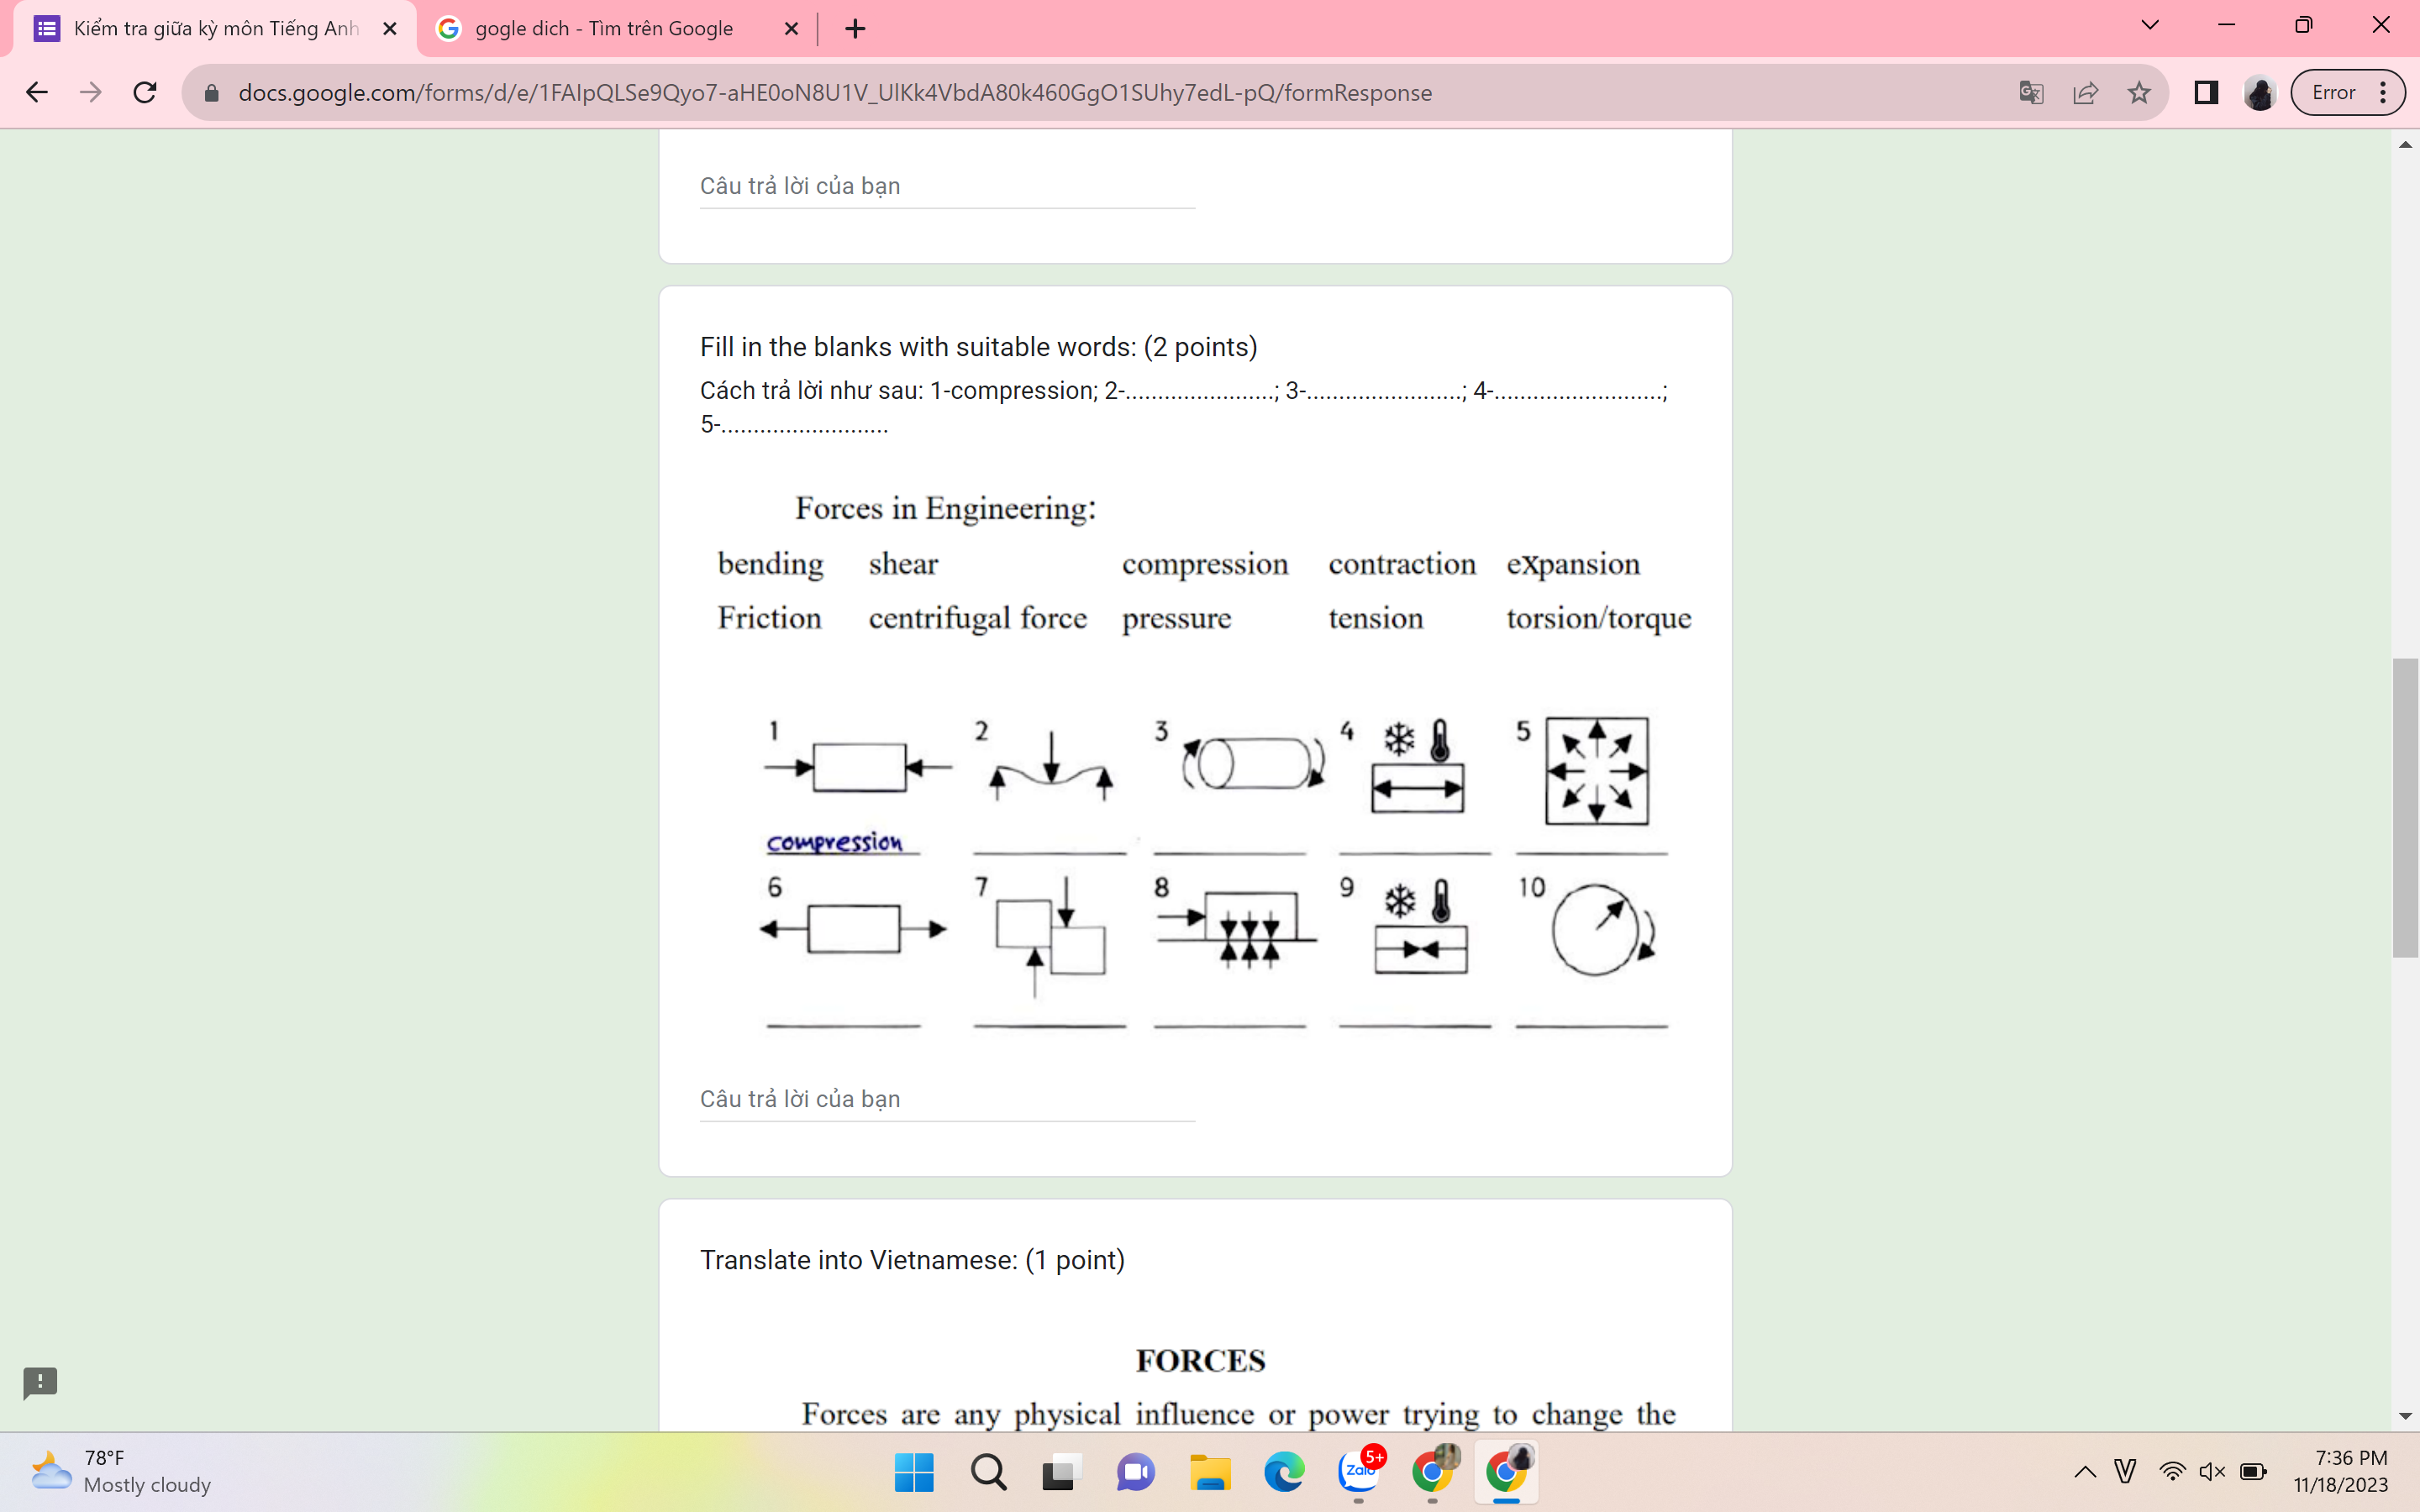 Kiểm tra giữa kỳ môn Tiếng Anh
gogle dich - Tìm trên Google
docs.google.com/forms/d/e/1FAIpQLSe9Qyo7-aHE0oN8U1V_UlKk4VbdA80k460GgO1SUhy7edL-pQ/formResponse
Error
Câu trả lời của bạn
Fill in the blanks with suitable words: (2 points)
Cách trả lời như sau: 1-compression; 2-.......................; 3-........................; 4-..........................;
5-..........................
Forces in Engineering:
bending shear compression contraction expansion
Friction centrifugal force pressure tension torsion/torque
1 2 3 4 5
compression
6 7 8 9 10
Câu trả lời của bạn
Translate into Vietnamese: (1 point)
FORCES
Forces are any physical influence or power trying to change the
78°F
Mostly cloudy
Zalo
5+
V
7:36 PM
11/18/2023